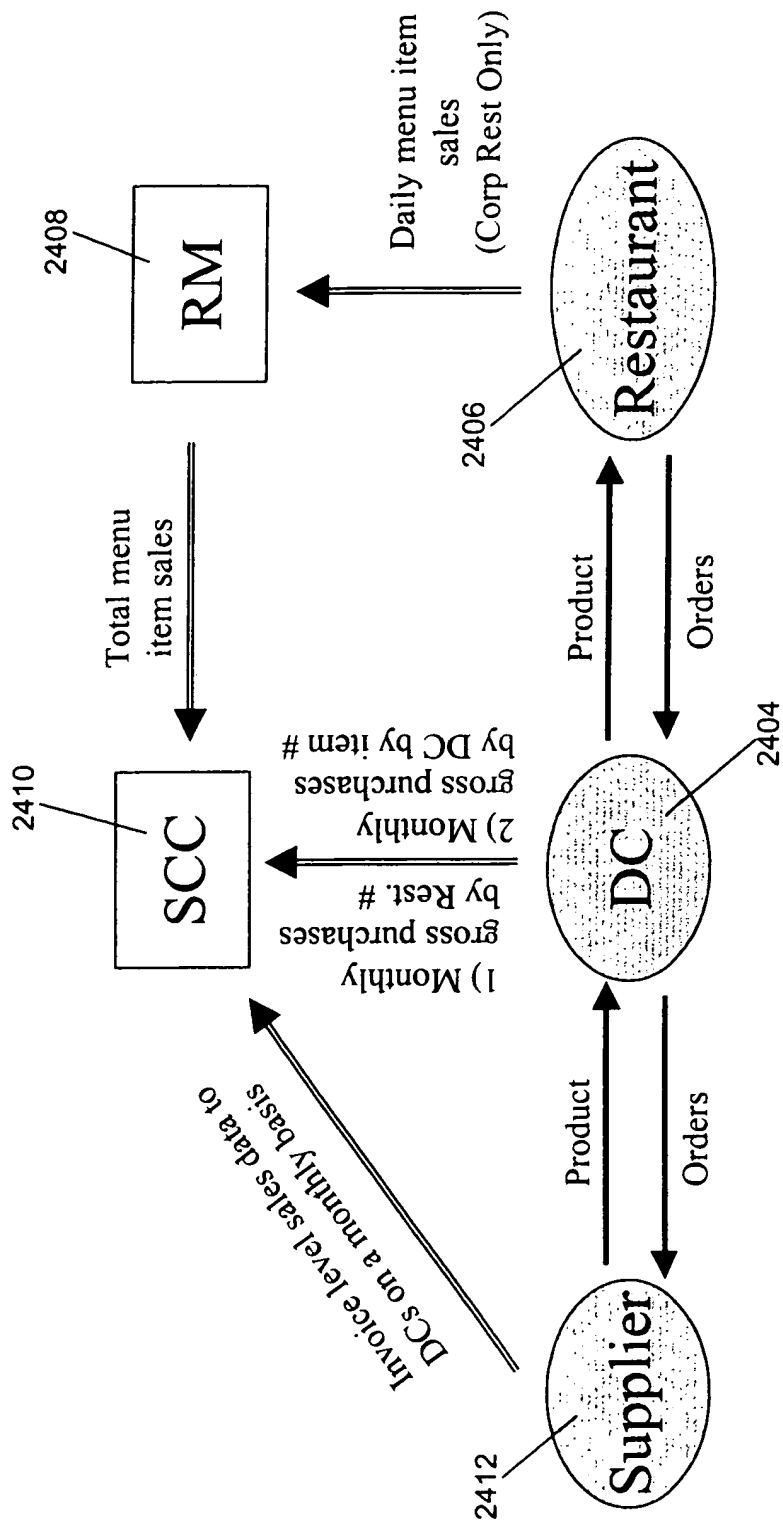 2410
SCC
Total menu
item sales
2408
RM
Invoice level sales data to
DCs on a monthly basis
1) Monthly
gross purchases
by Rest. #
2) Monthly
gross purchases
by DC by item #
Daily menu item
sales
(Corp Rest Only)
2412
Supplier
Product
Orders
DC
2404
Product
Orders
2406
Restaurant